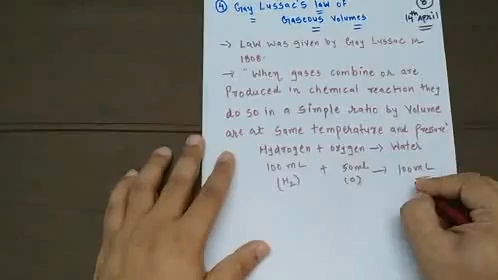 ④ Gay Lussac's law of
Gaseous Volumes
⑧
14th April
→ Law was given by Gay Lussac in
1808.
→ "When gases combine or are
Produced in chemical reaction they
do so in a simple ratio by Volume
are at same temperature and pressure"
Hydrogen + oxygen → Water
100 mL + 50mL → 100mL
(H₂) (O)